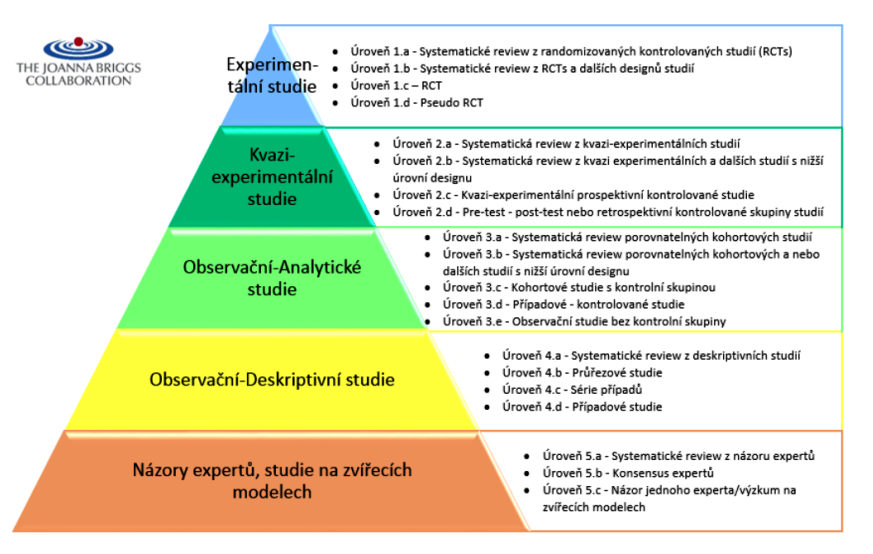 THE JOANNA BRIGGS
COLLABORATION
Experimen-
tální studie
• Úroveň 1.a - Systematické review z randomizovaných kontrolovaných studií (RCTs)
• Úroveň 1.b - Systematické review z RCTs a dalších designů studií
• Úroveň 1.c – RCT
• Úroveň 1.d - Pseudo RCT
Kvazi-
experimentální
studie
• Úroveň 2.a - Systematická review z kvazi-experimentálních studií
• Úroveň 2.b - Systematická review z kvazi experimentálních a dalších studií s nižší
úrovní designu
• Úroveň 2.c - Kvazi-experimentální prospektivní kontrolované studie
• Úroveň 2.d - Pre-test - post-test nebo retrospektivní kontrolované skupiny studií
Observační-Analytické
studie
• Úroveň 3.a - Systematická review porovnatelných kohortových studií
• Úroveň 3.b - Systematická review porovnatelných kohortových a nebo
dalších studií s nižší úrovní designu
• Úroveň 3.c - Kohortové studie s kontrolní skupinou
• Úroveň 3.d - Případové - kontrolované studie
• Úroveň 3.e - Observační studie bez kontrolní skupiny
Observační-Deskriptivní studie
• Úroveň 4.a - Systematické review z deskriptivních studií
• Úroveň 4.b - Průřezové studie
• Úroveň 4.c - Série případů
• Úroveň 4.d - Případové studie
Názory expertů, studie na zvířecích
modelech
• Úroveň 5.a - Systematické review z názoru expertů
• Úroveň 5.b - Konsensus expertů
• Úroveň 5.c - Názor jednoho experta/výzkum na
zvířecích modelech